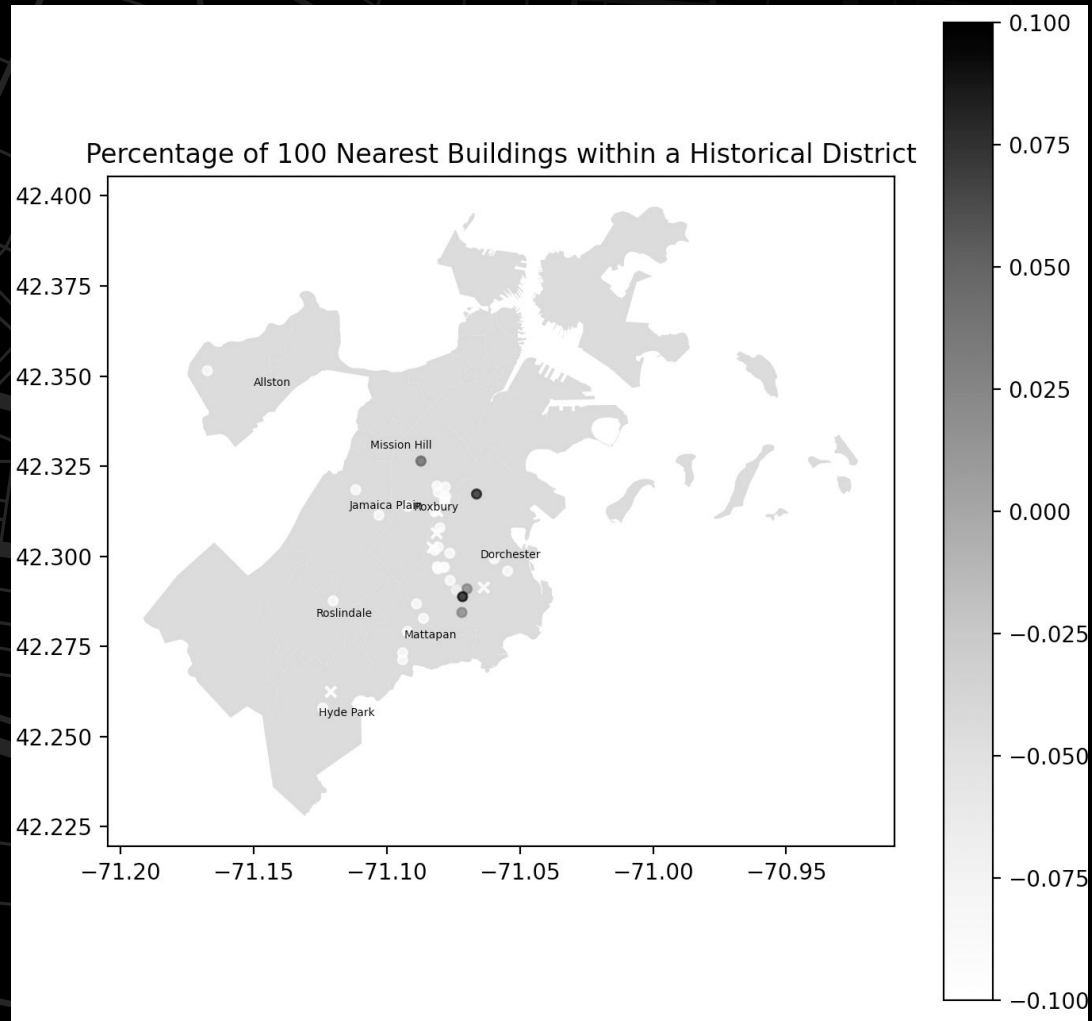 Percentage of 100 Nearest Buildings within a Historical District
42.400
42.375
42.350
42.325
42.300
42.275
42.250
42.225
Allston
Mission Hill
Jamaica Plain
Roxbury
Dorchester
Roslindale
Mattapan
Hyde Park
−71.20 −71.15 −71.10 −71.05 −71.00 −70.95
0.100
0.075
0.050
0.025
0.000
−0.025
−0.050
−0.075
−0.100